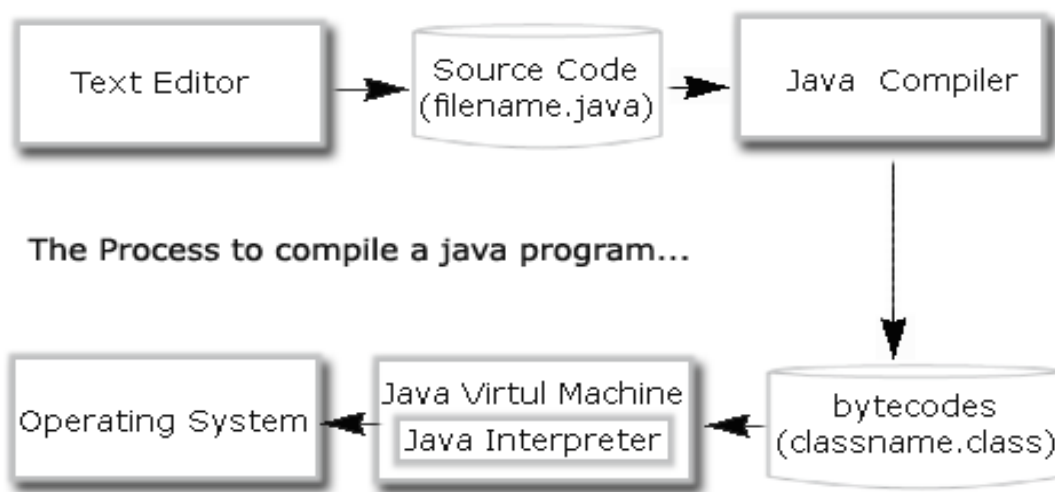 Text Editor
Source Code
(filename.java)
Java Compiler
The Process to compile a java program...
Operating System
Java Virtul Machine
Java Interpreter
bytecodes
(classname.class)